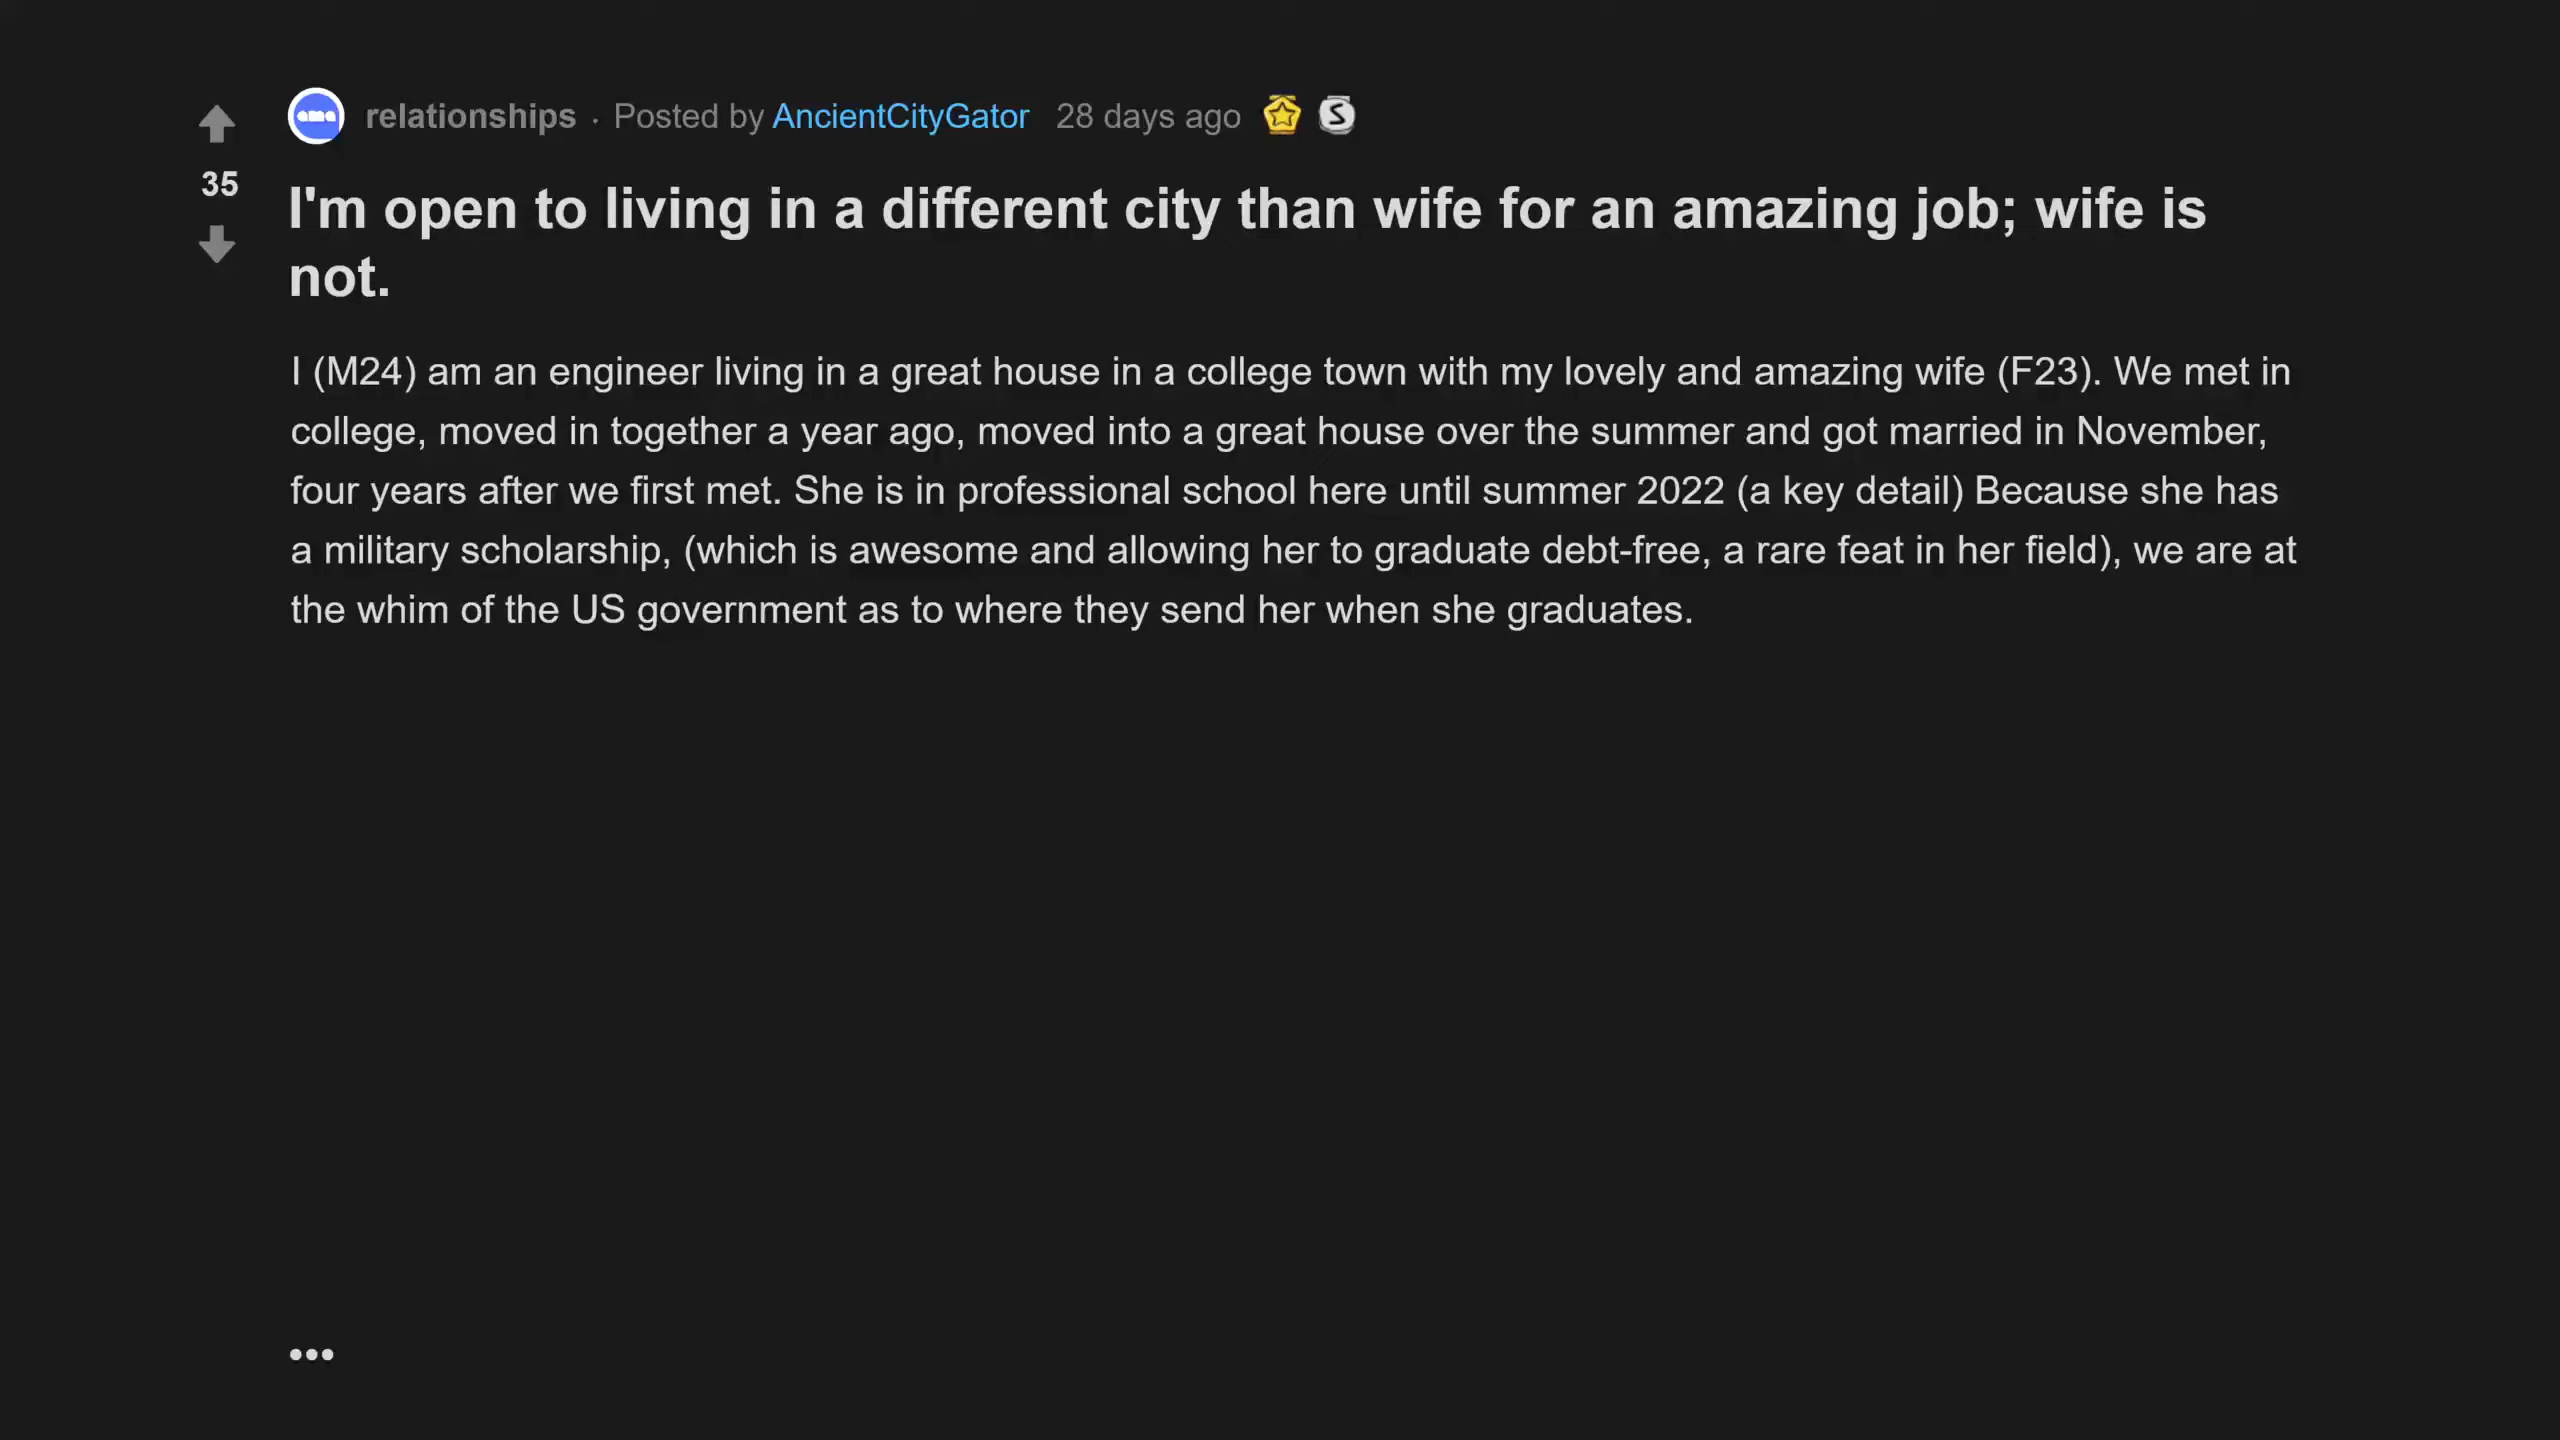 relationships · Posted by AncientCityGator 28 days ago
35
I'm open to living in a different city than wife for an amazing job; wife is
not.
I (M24) am an engineer living in a great house in a college town with my lovely and amazing wife (F23). We met in
college, moved in together a year ago, moved into a great house over the summer and got married in November,
four years after we first met. She is in professional school here until summer 2022 (a key detail) Because she has
a military scholarship, (which is awesome and allowing her to graduate debt-free, a rare feat in her field), we are at
the whim of the US government as to where they send her when she graduates.
•••